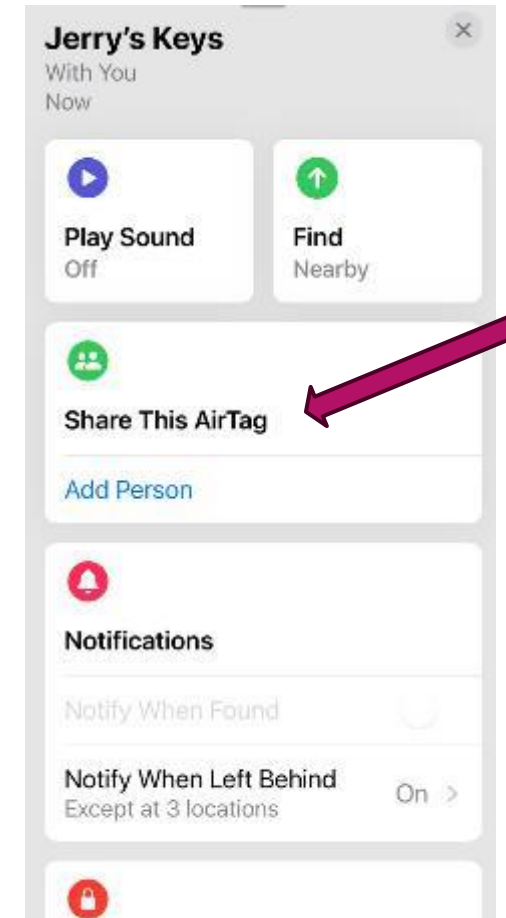 Jerry's Keys
With You
Now
Play Sound
Off
Find
Nearby
Share This AirTag
Add Person
Notifications
Notify When Found
Notify When Left Behind
Except at 3 locations
On